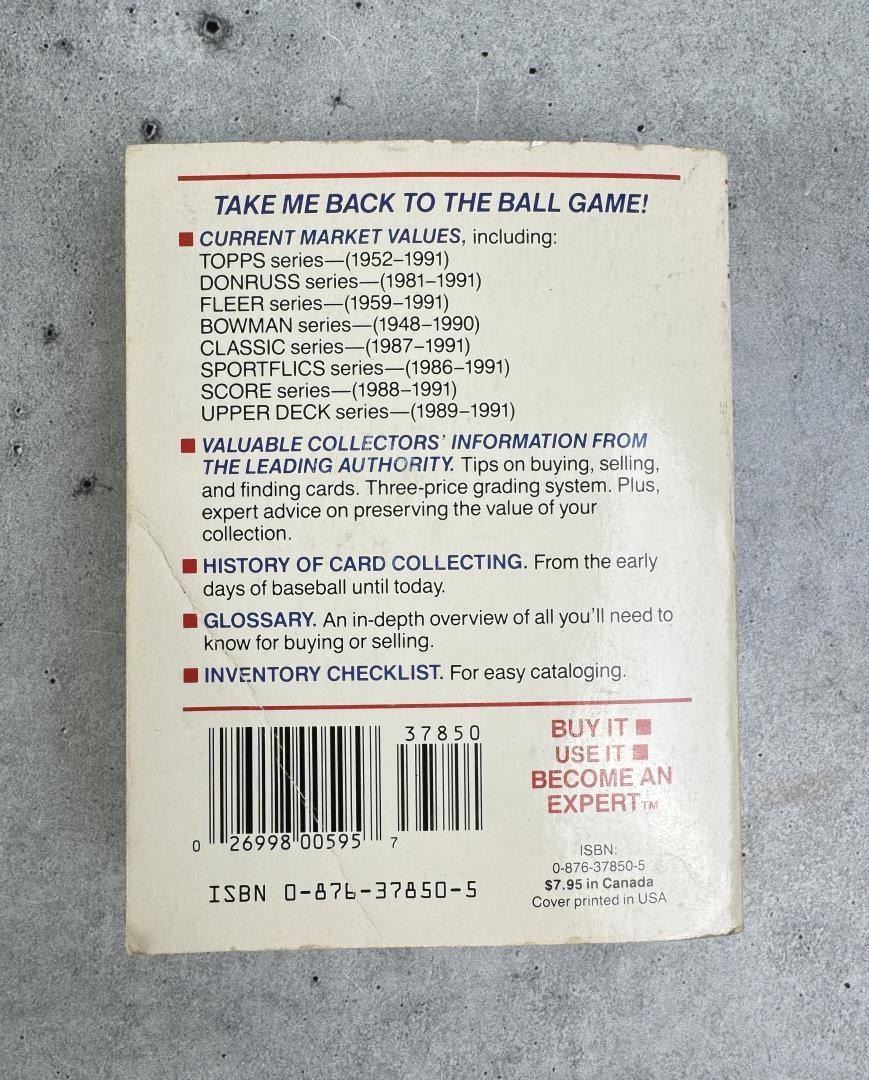 TAKE ME BACK TO THE BALL GAME!
■ CURRENT MARKET VALUES, including:
TOPPS series—(1952–1991)
DONRUSS series—(1981–1991)
FLEER series—(1959–1991)
BOWMAN series—(1948–1990)
CLASSIC series—(1987–1991)
SPORTFLICS series—(1986–1991)
SCORE series—(1988–1991)
UPPER DECK series—(1989–1991)
■ VALUABLE COLLECTORS' INFORMATION FROM
THE LEADING AUTHORITY. Tips on buying, selling,
and finding cards. Three-price grading system. Plus,
expert advice on preserving the value of your
collection.
■ HISTORY OF CARD COLLECTING. From the early
days of baseball until today.
■ GLOSSARY. An in-depth overview of all you'll need to
know for buying or selling.
■ INVENTORY CHECKLIST. For easy cataloging.
37850
0 26998 00595 7
ISBN 0-876-37850-5
BUY IT ■
USE IT ■
BECOME AN
EXPERT TM
ISBN:
0-876-37850-5
$7.95 in Canada
Cover printed in USA